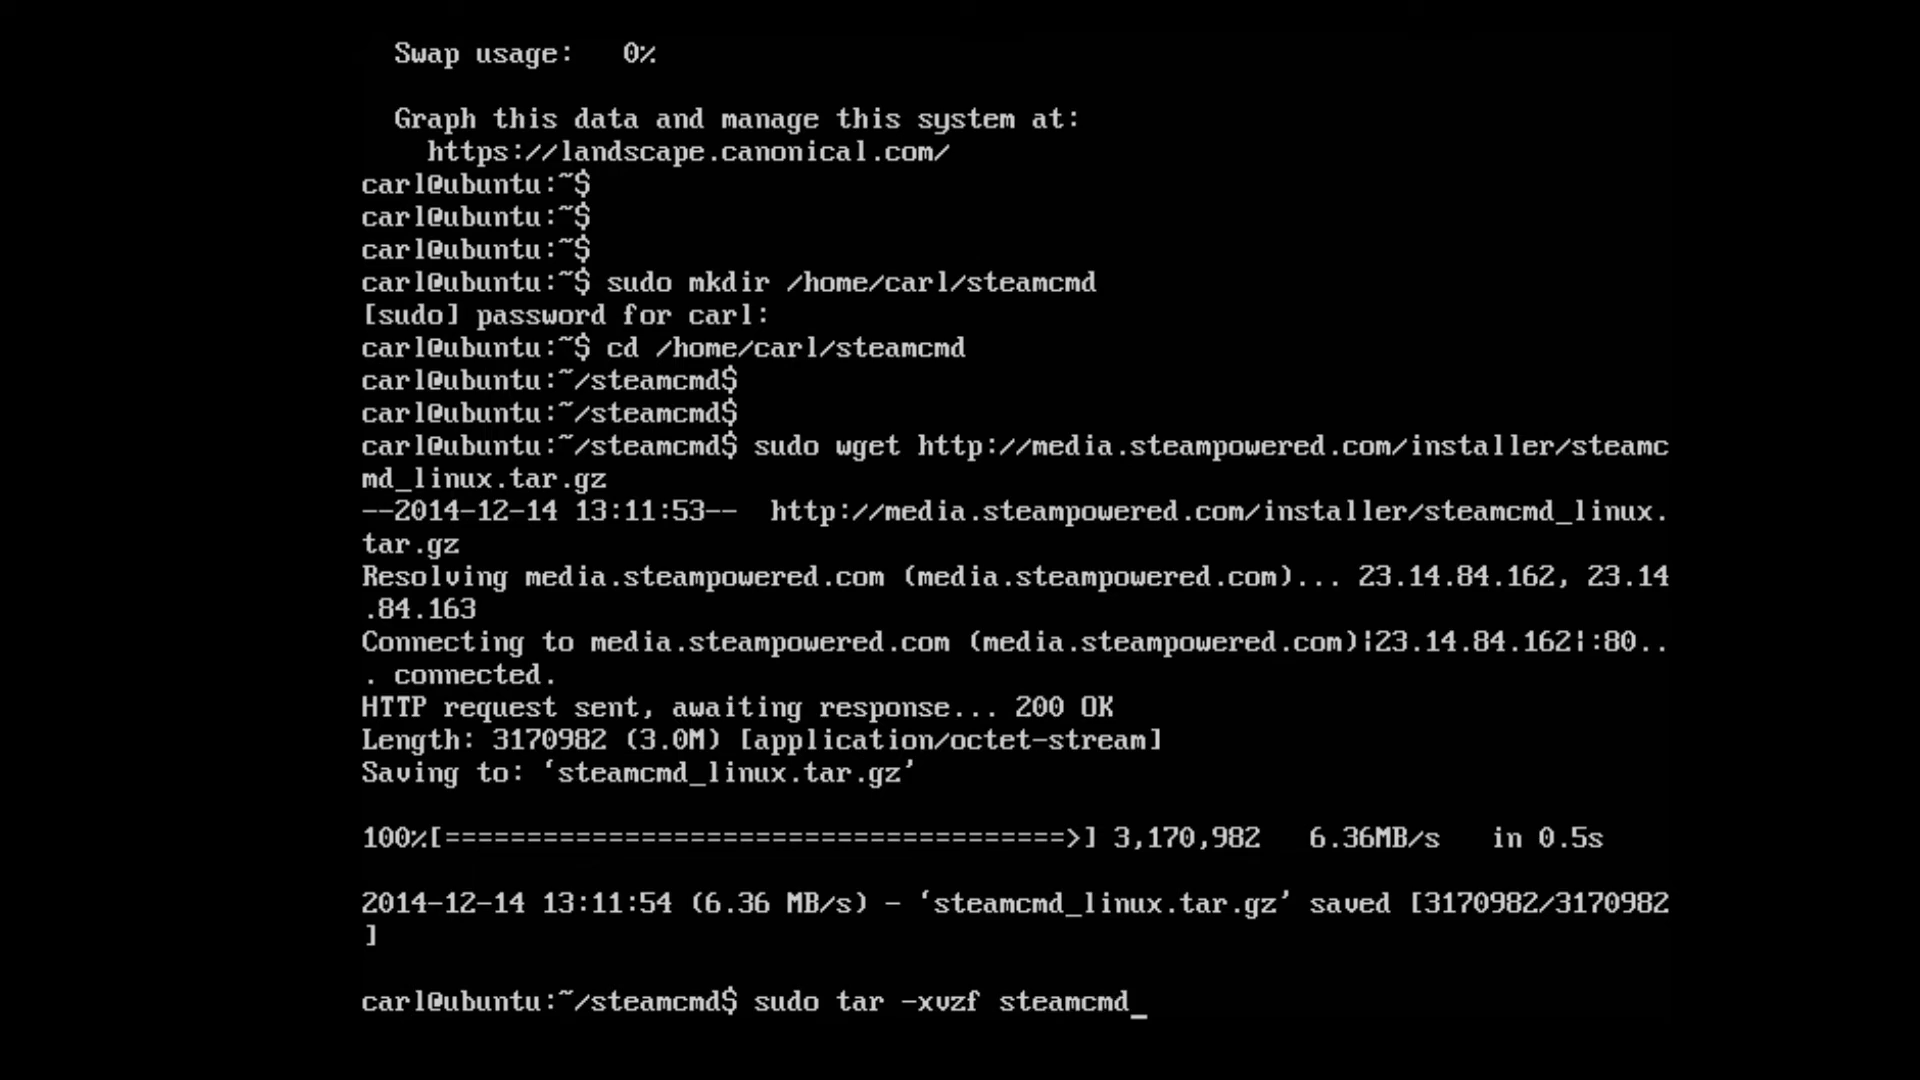 Swap usage:   0%
Graph this data and manage this system at:
https://landscape.canonical.com/
carl@ubuntu:~$
carl@ubuntu:~$
carl@ubuntu:~$
carl@ubuntu:~$ sudo mkdir /home/carl/steamcmd
[sudo] password for carl:
carl@ubuntu:~$ cd /home/carl/steamcmd
carl@ubuntu:~/steamcmd$
carl@ubuntu:~/steamcmd$
carl@ubuntu:~/steamcmd$ sudo wget http://media.steampowered.com/installer/steamc
md_linux.tar.gz
--2014-12-14 13:11:53--  http://media.steampowered.com/installer/steamcmd_linux.
tar.gz
Resolving media.steampowered.com (media.steampowered.com)... 23.14.84.162, 23.14
.84.163
Connecting to media.steampowered.com (media.steampowered.com)|23.14.84.162|:80..
. connected.
HTTP request sent, awaiting response... 200 OK
Length: 3170982 (3.0M) [application/octet-stream]
Saving to: ‘steamcmd_linux.tar.gz’
100%[======================================>] 3,170,982   6.36MB/s   in 0.5s
2014-12-14 13:11:54 (6.36 MB/s) - ‘steamcmd_linux.tar.gz’ saved [3170982/3170982
]
carl@ubuntu:~/steamcmd$ sudo tar -xvzf steamcmd_